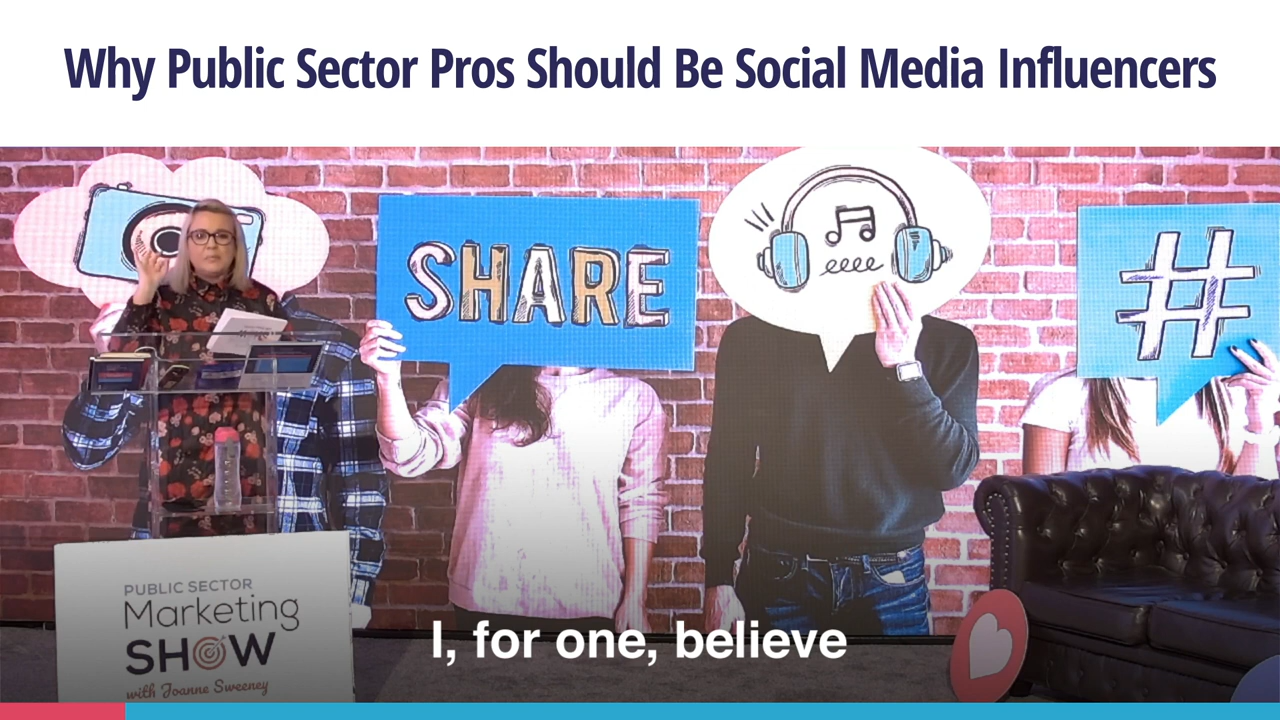 Why Public Sector Pros Should Be Social Media Influencers
SHARE
#
PUBLIC SECTOR
Marketing
SHOW
with Joanne Sweeney
I, for one, believe